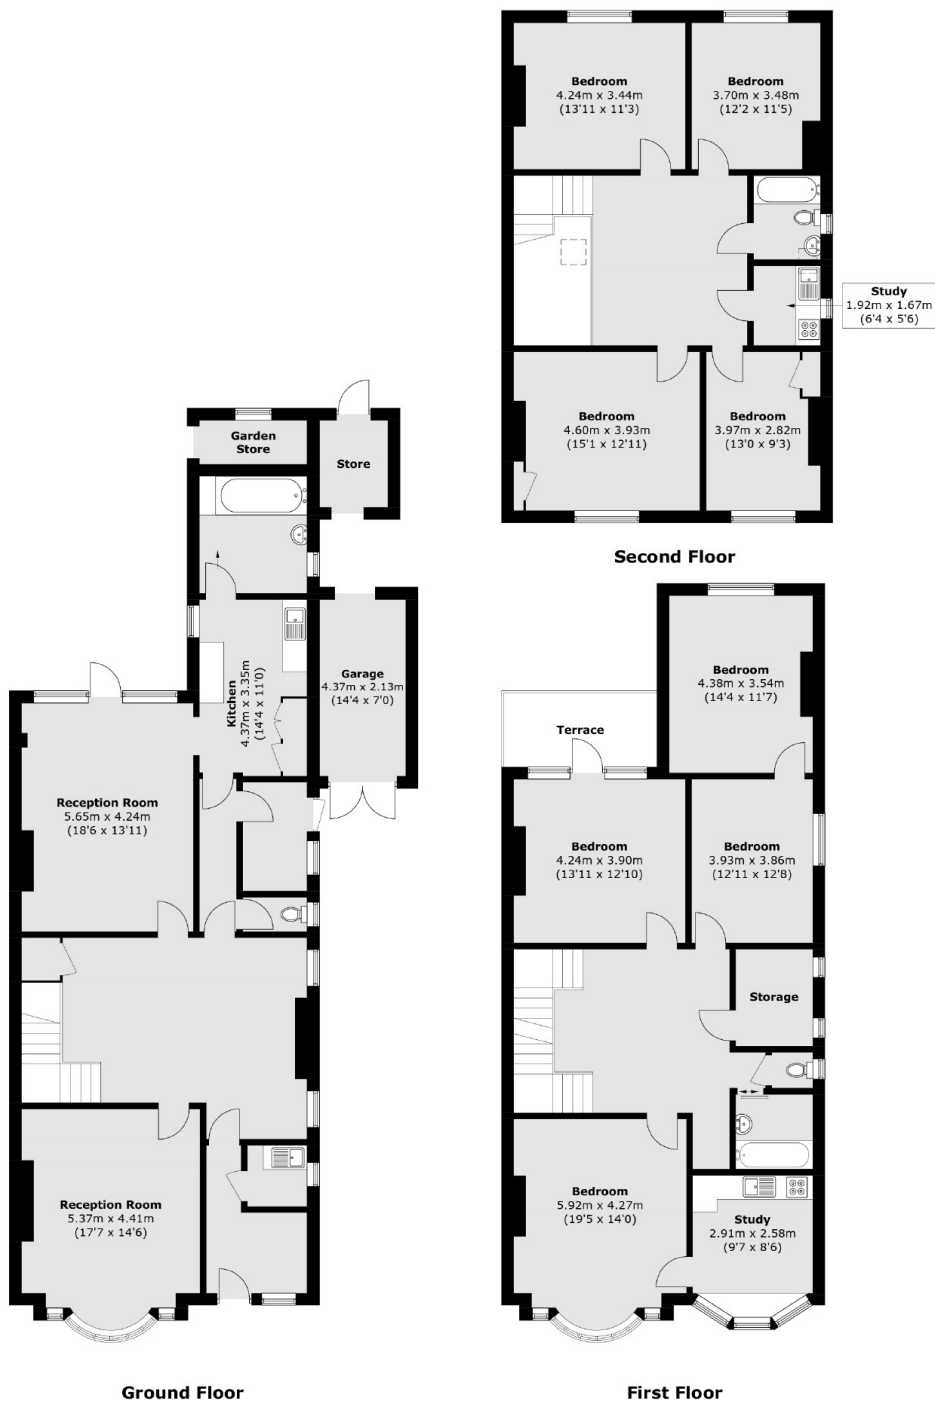 Bedroom
4.24m x 3.44m
(13'11 x 11'3)
Bedroom
3.70m x 3.48m
(12'2 x 11'5)
Study
1.92m x 1.67m
(6'4 x 5'6)
Bedroom
4.60m x 3.93m
(15'1 x 12'11)
Bedroom
3.97m x 2.82m
(13'0 x 9'3)
Second Floor
Garden
Store
Store
Kitchen
4.37m x 3.35m
(14'4 x 11'0)
Garage
4.37m x 2.13m
(14'4 x 7'0)
Reception Room
5.65m x 4.24m
(18'6 x 13'11)
Reception Room
5.37m x 4.41m
(17'7 x 14'6)
Ground Floor
Bedroom
4.38m x 3.54m
(14'4 x 11'7)
Terrace
Bedroom
4.24m x 3.90m
(13'11 x 12'10)
Bedroom
3.93m x 3.86m
(12'11 x 12'8)
Storage
Bedroom
5.92m x 4.27m
(19'5 x 14'0)
Study
2.91m x 2.58m
(9'7 x 8'6)
First Floor